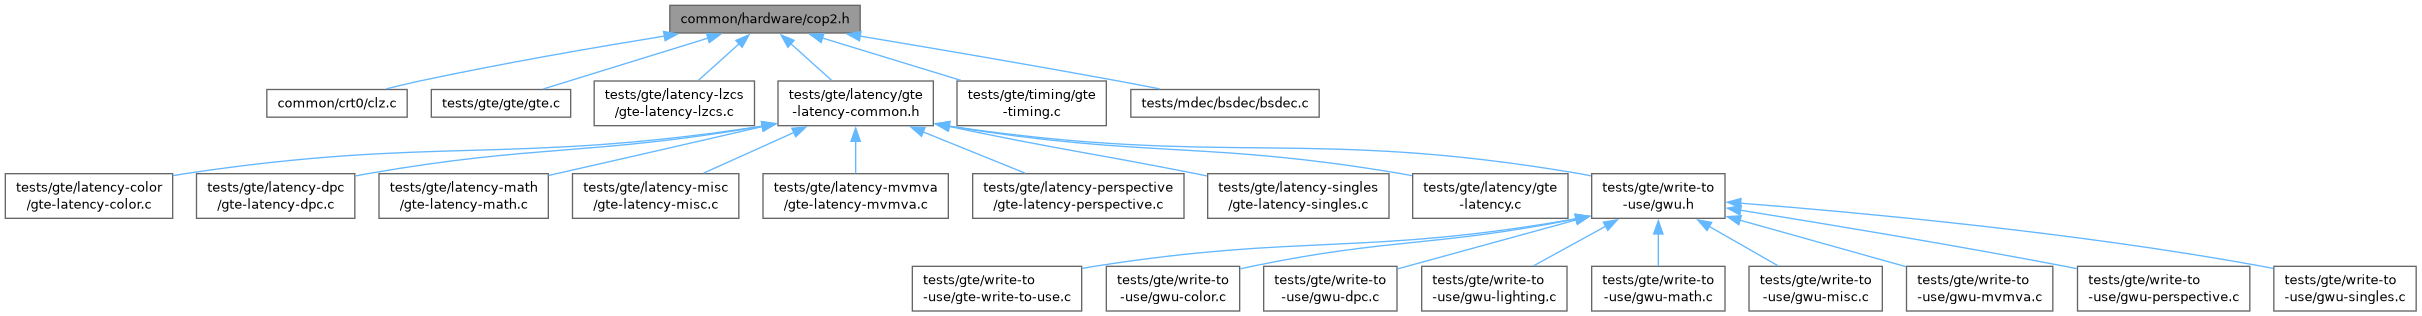 common/hardware/cop2.h
common/crt0/clz.c
tests/gte/gte/gte.c
tests/gte/latency-lzcs
/gte-latency-lzcs.c
tests/gte/latency/gte
-latency-common.h
tests/gte/timing/gte
-timing.c
tests/mdec/bsdec/bsdec.c
tests/gte/latency-color
/gte-latency-color.c
tests/gte/latency-dpc
/gte-latency-dpc.c
tests/gte/latency-math
/gte-latency-math.c
tests/gte/latency-misc
/gte-latency-misc.c
tests/gte/latency-mvmva
/gte-latency-mvmva.c
tests/gte/latency-perspective
/gte-latency-perspective.c
tests/gte/latency-singles
/gte-latency-singles.c
tests/gte/latency/gte
-latency.c
tests/gte/write-to
-use/gwu.h
tests/gte/write-to
-use/gte-write-to-use.c
tests/gte/write-to
-use/gwu-color.c
tests/gte/write-to
-use/gwu-dpc.c
tests/gte/write-to
-use/gwu-lighting.c
tests/gte/write-to
-use/gwu-math.c
tests/gte/write-to
-use/gwu-misc.c
tests/gte/write-to
-use/gwu-mvmva.c
tests/gte/write-to
-use/gwu-perspective.c
tests/gte/write-to
-use/gwu-singles.c